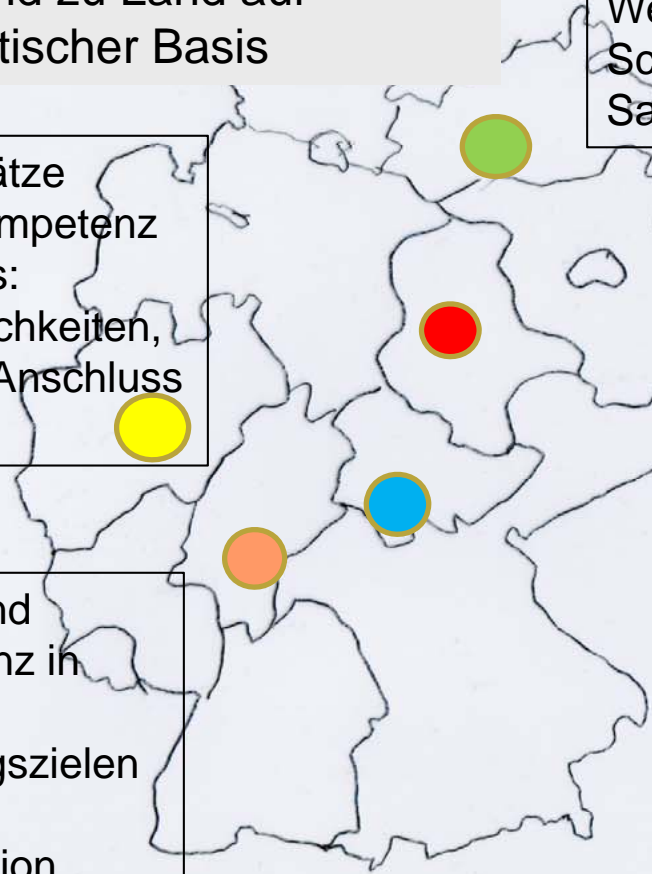 nd zu Land auf
tischer Basis
We
Sc
Sa
ätze
mpetenz
s:
chkeiten,
Anschluss
nd
nz in
gszielen
ion